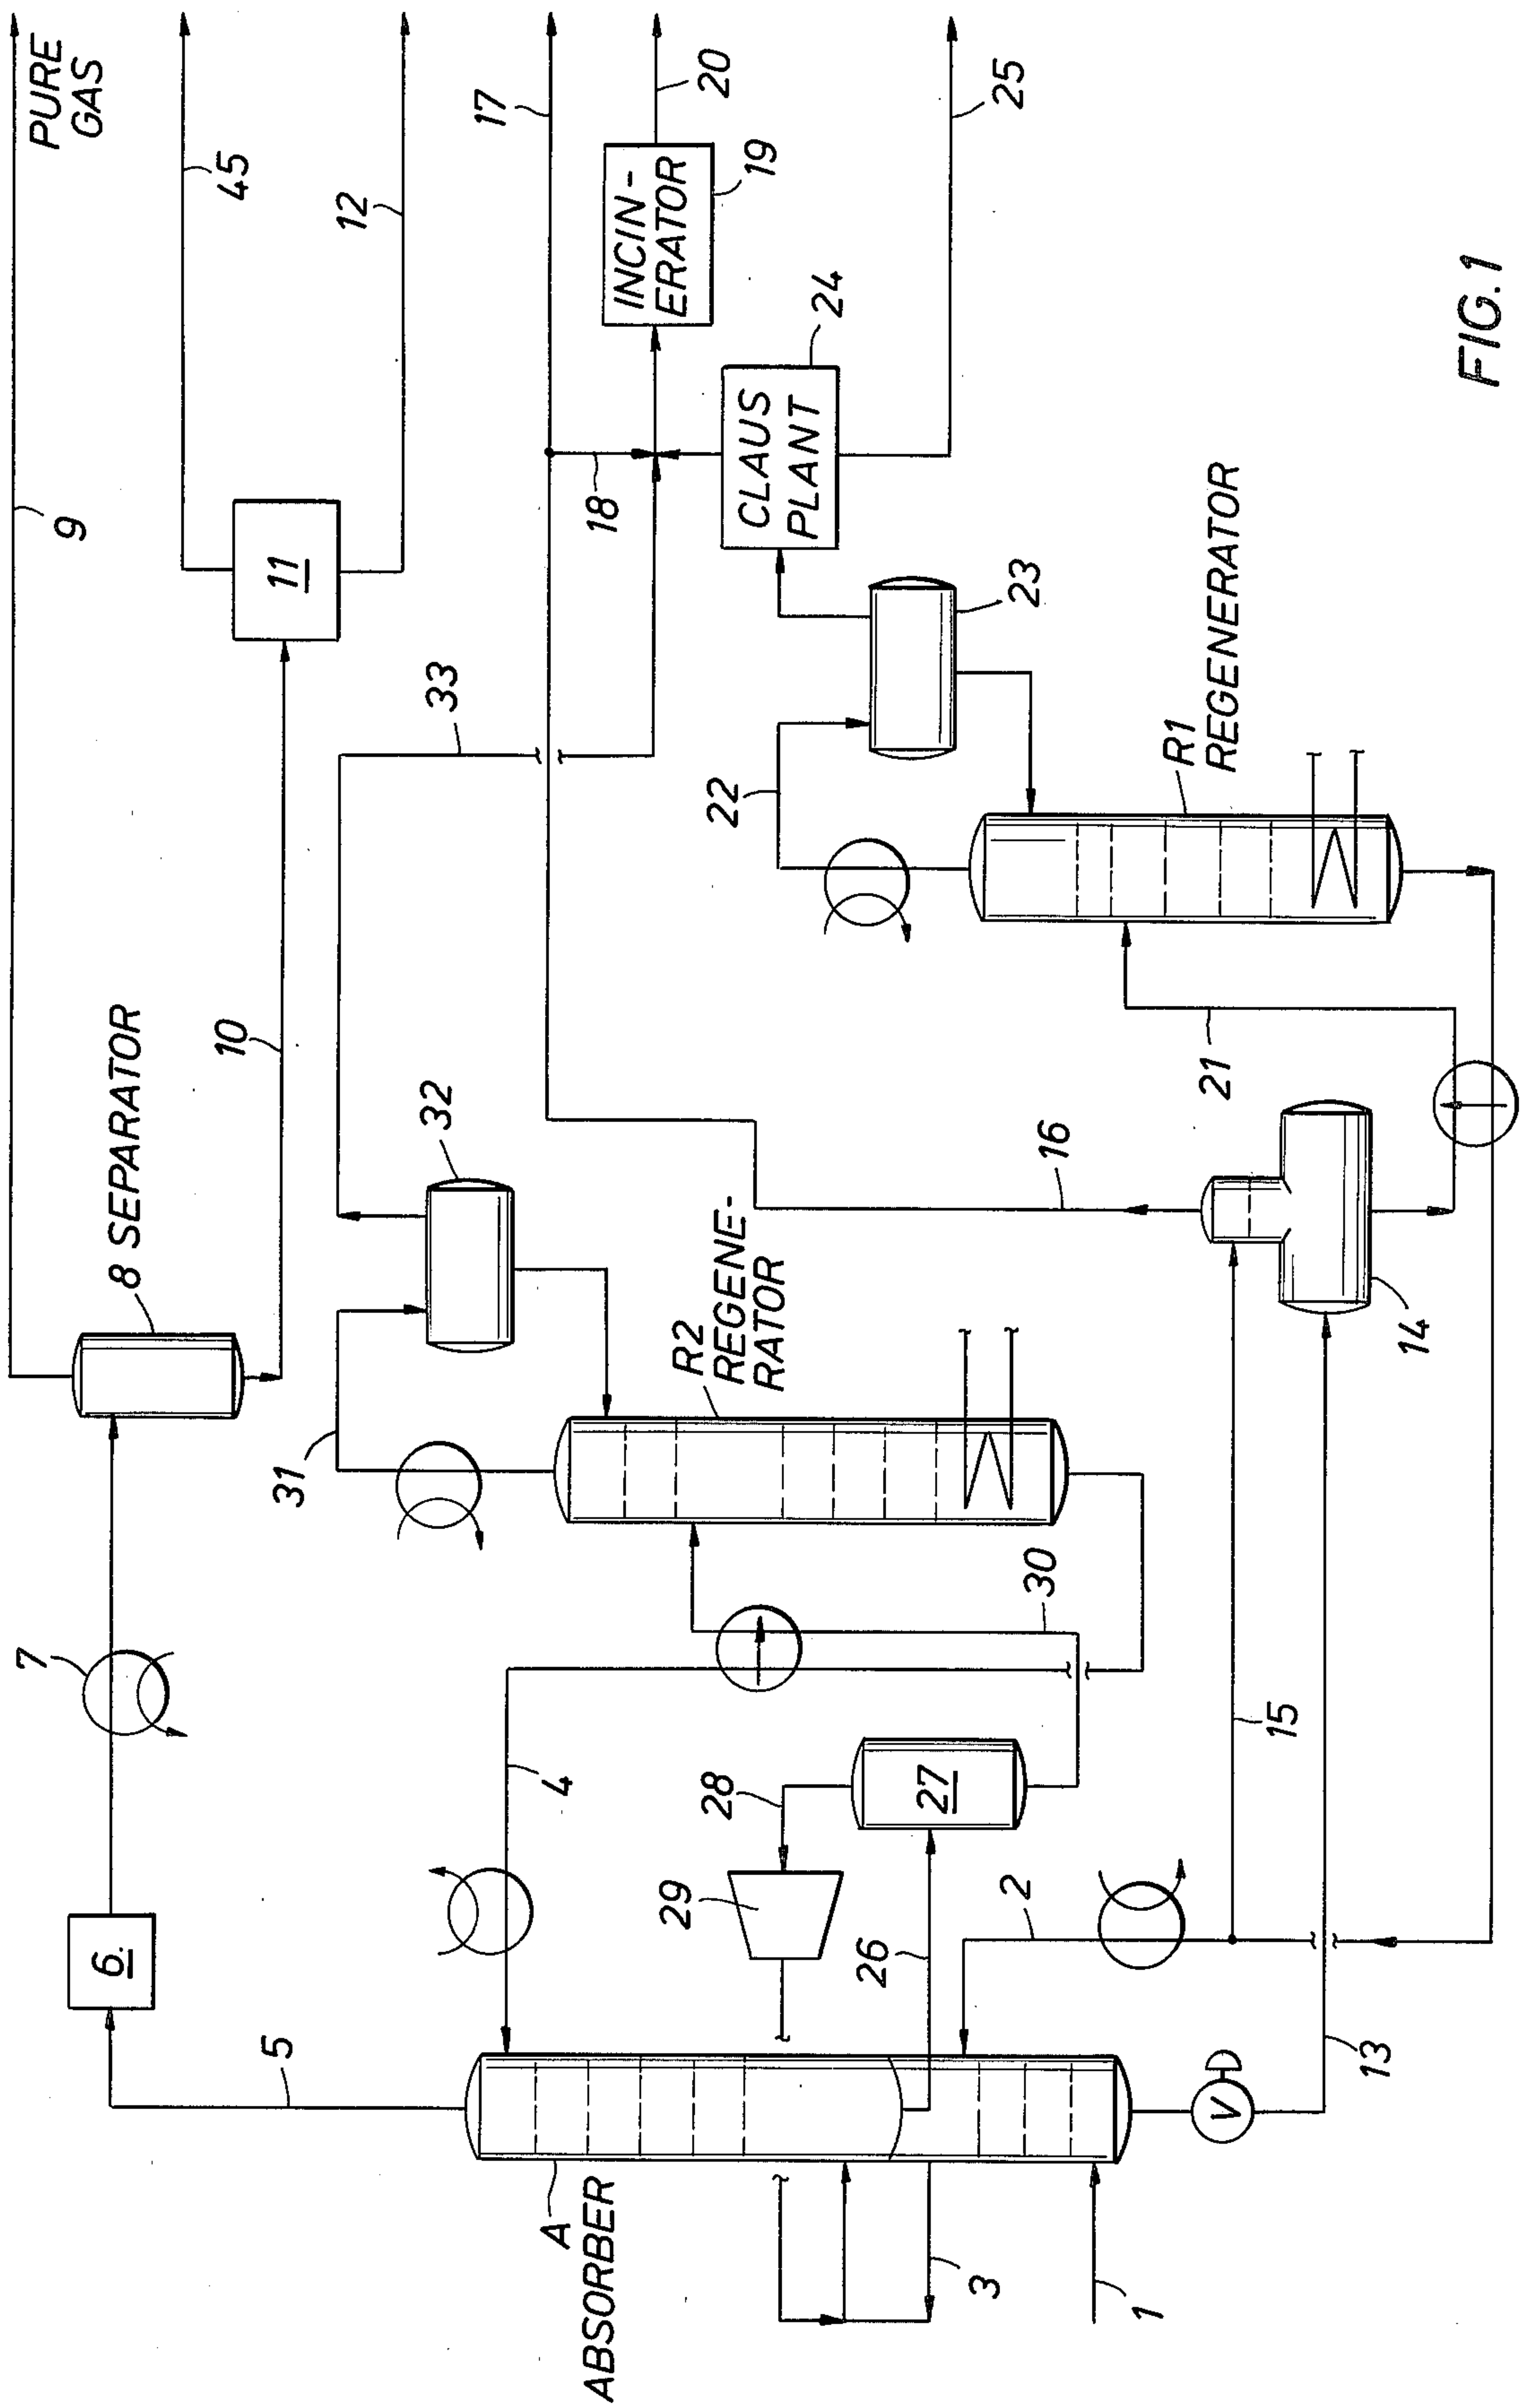 7
9
PURE
GAS
6.
8 SEPARATOR
5
31
10
11
45
12
32
33
4
17
A
ABSORBER
18
INCIN-
ERATOR
20
19
29
28
R2
REGENE-
RATOR
22
CLAUS
PLANT
24
26
27
23
25
3
2
30
16
R1
REGENERATOR
1
V
15
21
13
14
FIG.1